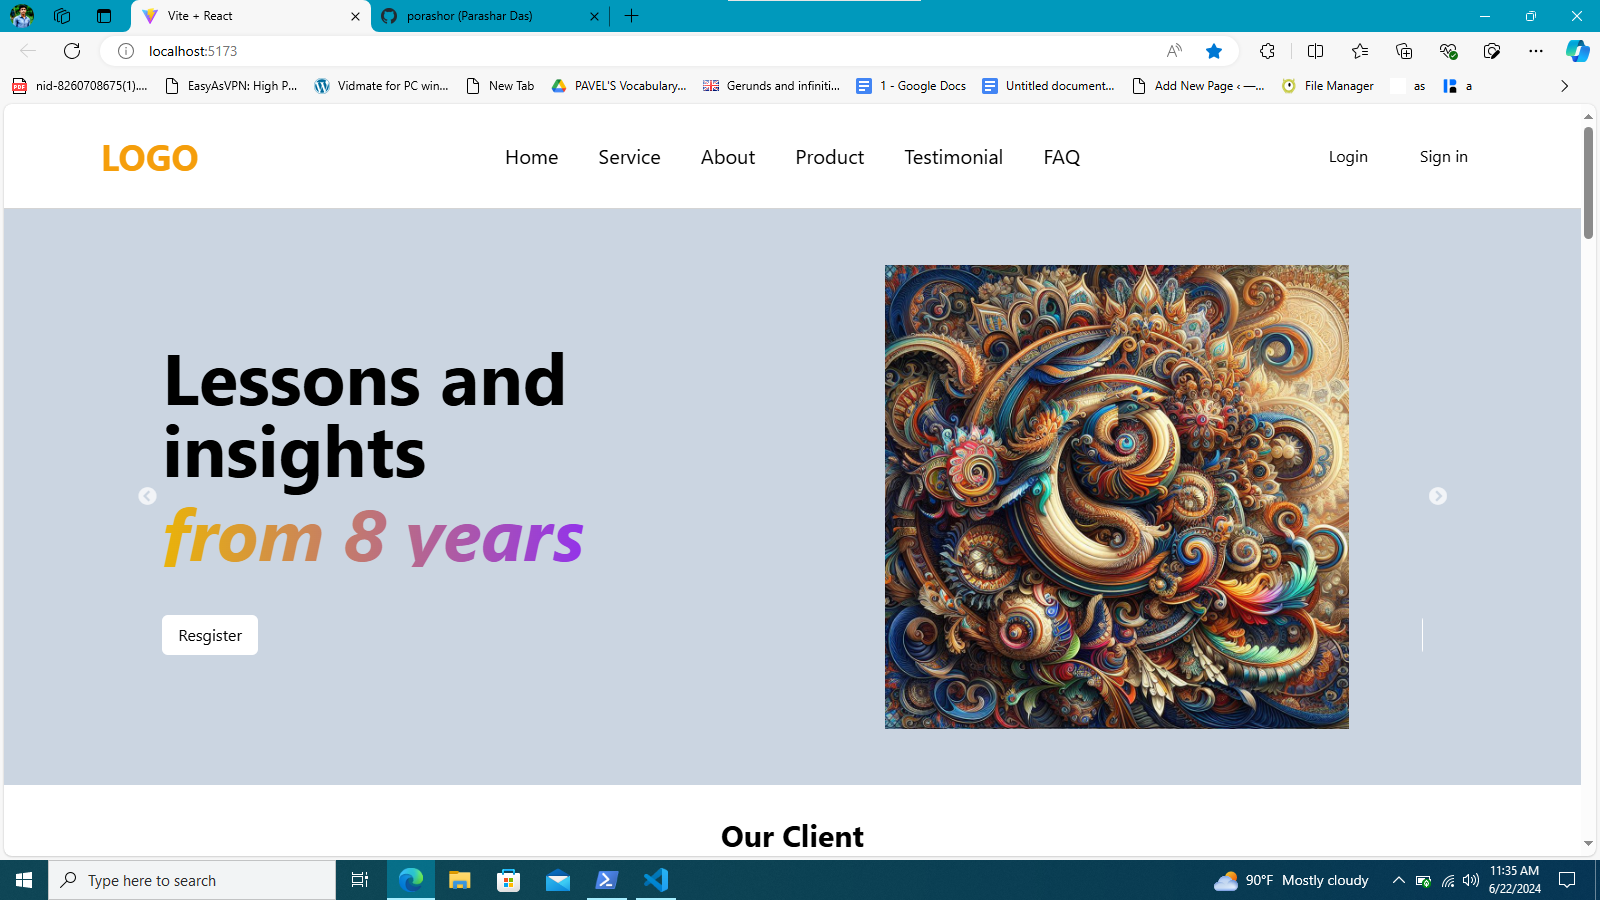 Vite + React
porashor (Parashar Das)
localhost:5173
nid-8260708675(1)....
EasyAsVPN: High P...
Vidmate for PC win...
New Tab
PAVEL'S Vocabulary...
Gerunds and infiniti...
1 - Google Docs
Untitled document...
Add New Page ‹ —...
File Manager
as
a
LOGO
Home
Service
About
Product
Testimonial
FAQ
Login
Sign in
Lessons and
insights
from 8 years
Resgister
Our Client
Type here to search
90°F Mostly cloudy
11:35 AM
6/22/2024